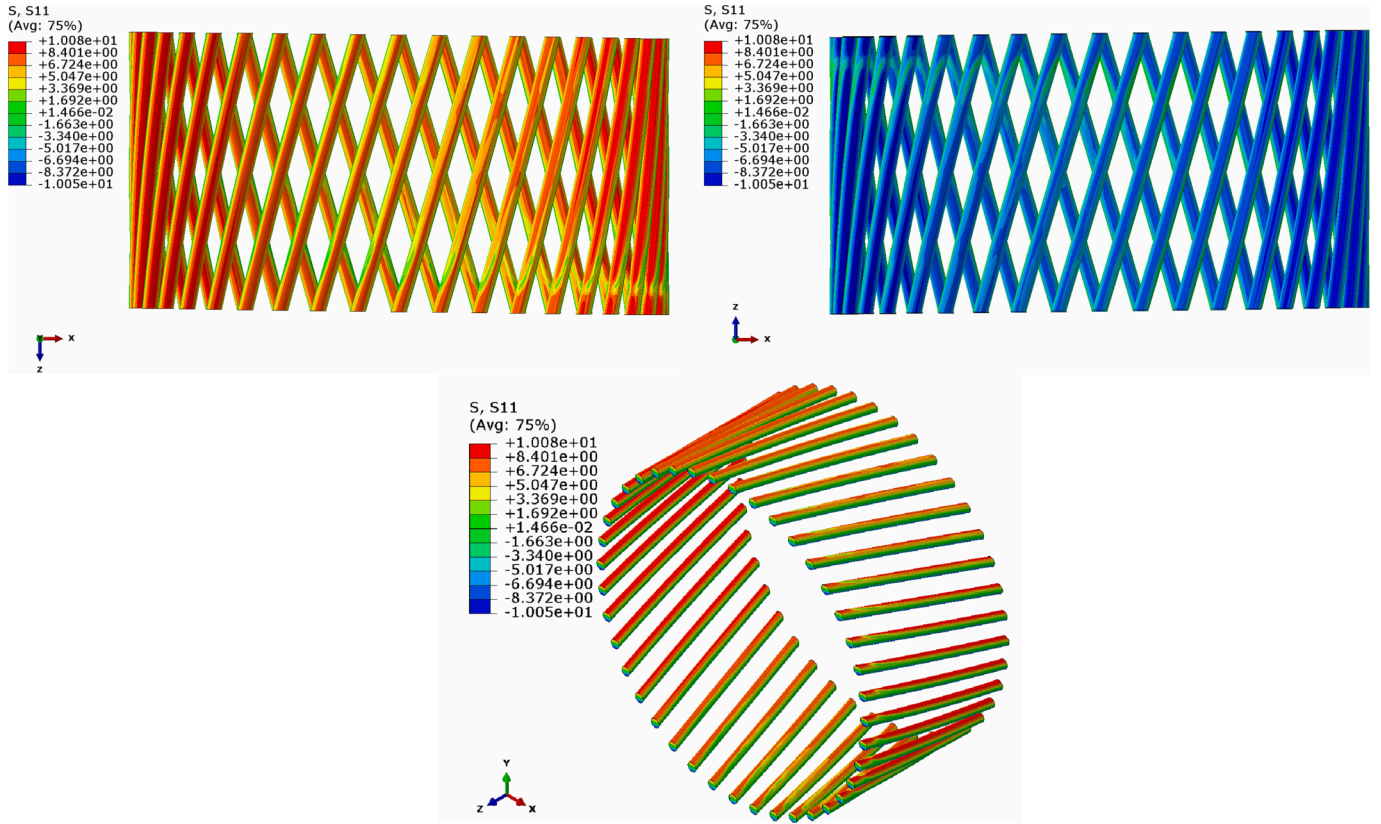 S, S11
(Avg: 75%)
+1.008e+01
+8.401e+00
+6.724e+00
+5.047e+00
+3.369e+00
+1.692e+00
+1.466e-02
-1.663e+00
-3.340e+00
-5.017e+00
-6.694e+00
-8.372e+00
-1.005e+01
X
Z
S, S11
(Avg: 75%)
+1.008e+01
+8.401e+00
+6.724e+00
+5.047e+00
+3.369e+00
+1.692e+00
+1.466e-02
-1.663e+00
-3.340e+00
-5.017e+00
-6.694e+00
-8.372e+00
-1.005e+01
Z
X
S, S11
(Avg: 75%)
+1.008e+01
+8.401e+00
+6.724e+00
+5.047e+00
+3.369e+00
+1.692e+00
+1.466e-02
-1.663e+00
-3.340e+00
-5.017e+00
-6.694e+00
-8.372e+00
-1.005e+01
Y
Z
X